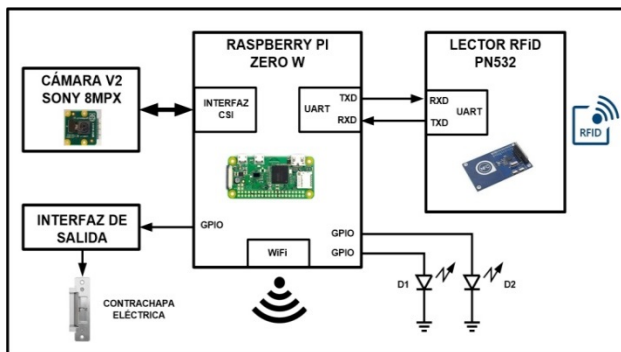 CÁMARA V2
SONY 8MPX
RASPBERRY PI
ZERO W
INTERFAZ
CSI
UART
TXD
RXD
LECTOR RFiD
PN532
RXD
UART
TXD
RFID
INTERFAZ DE
SALIDA
GPIO
GPIO
GPIO
WiFi
CONTRACHAPA
ELÉCTRICA
D1
D2